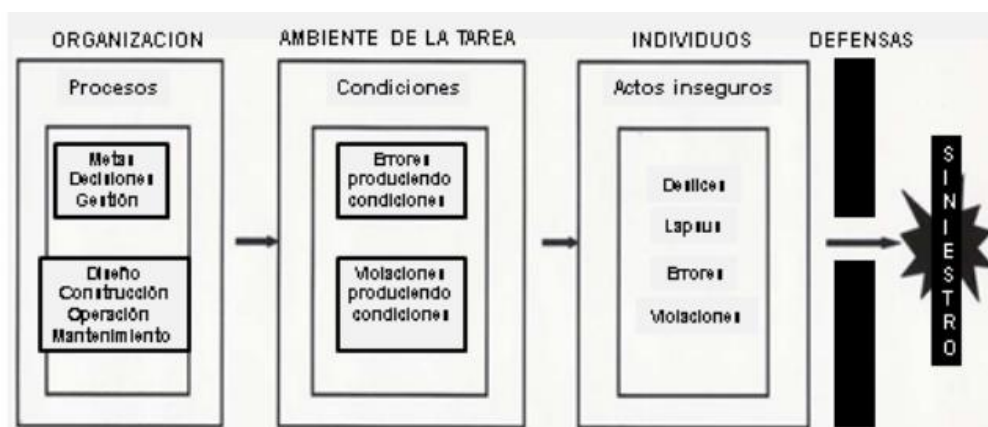 ORGANIZACION
Procesos
Metas
Decisiones
Gestión
Diseño
Construcción
Operación
Mantenimiento
AMBIENTE DE LA TAREA
Condiciones
Errores
produciendo
condiciones
Violaciones
produciendo
condiciones
INDIVIDUOS
Actos inseguros
Deslices
Lapsus
Errores
Violaciones
DEFENSAS
SINIESTRO